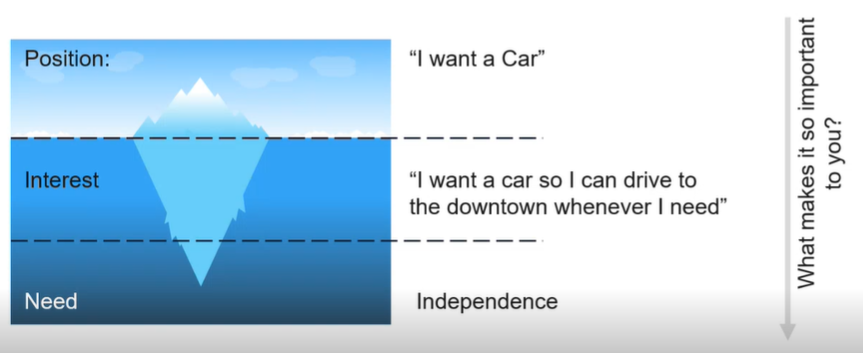 Position:
“I want a Car”
Interest
“I want a car so I can drive to
the downtown whenever I need”
Need
Independence
What makes it so important
to you?